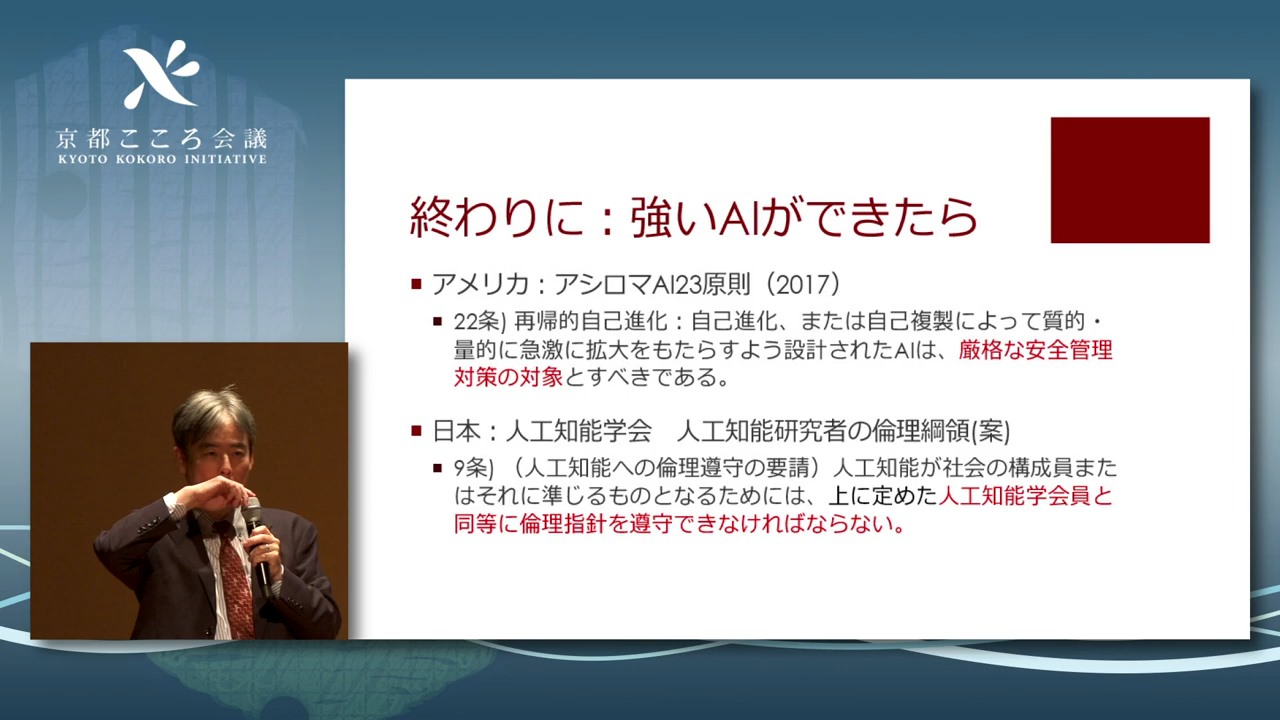 京都こころ会議
KYOTO KOKORO INITIATIVE
終わりに：強いAIができたら
アメリカ：アシロマAI23原則（2017）
22条) 再帰的自己進化：自己進化、または自己複製によって質的・
量的に急激に拡大をもたらすよう設計されたAIは、厳格な安全管理
対策の対象とすべきである。
日本：人工知能学会　人工知能研究者の倫理綱領(案)
9条) （人工知能への倫理遵守の要請）人工知能が社会の構成員また
はそれに準じるものとなるためには、上に定めた人工知能学会員と
同等に倫理指針を遵守できなければならない。